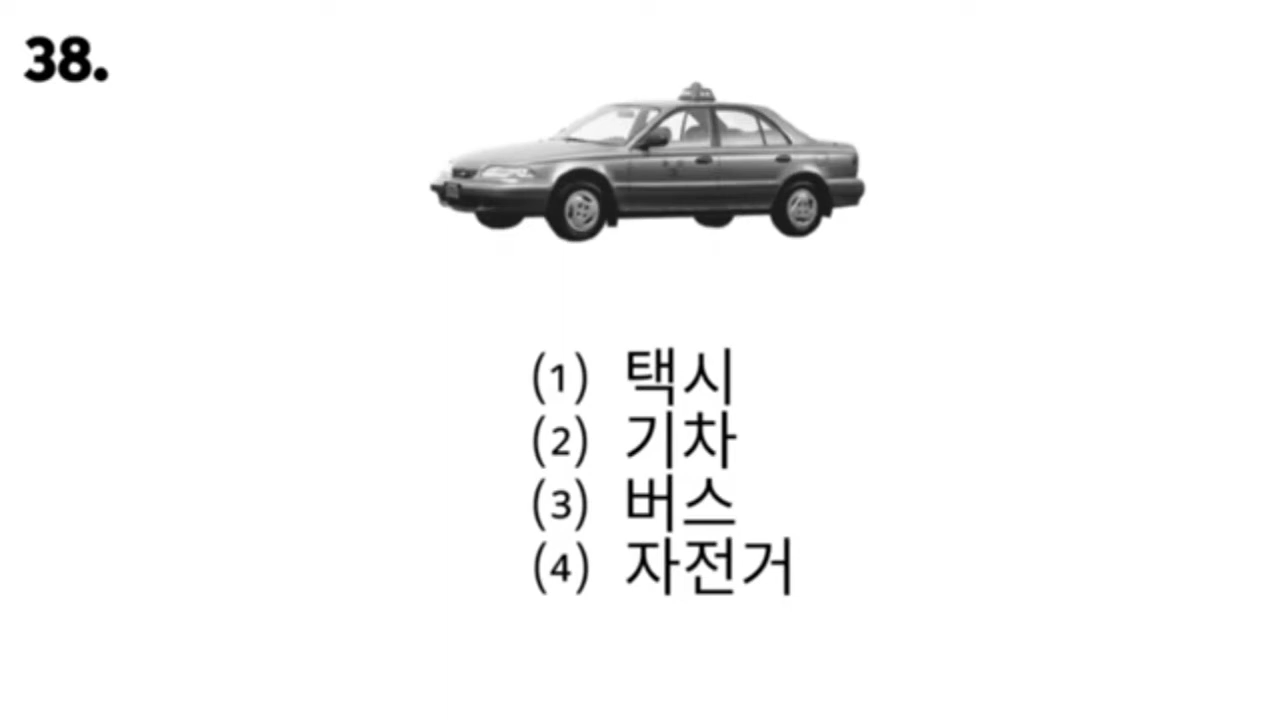 38.
(1) 택시
(2) 기차
(3) 버스
(4) 자전거